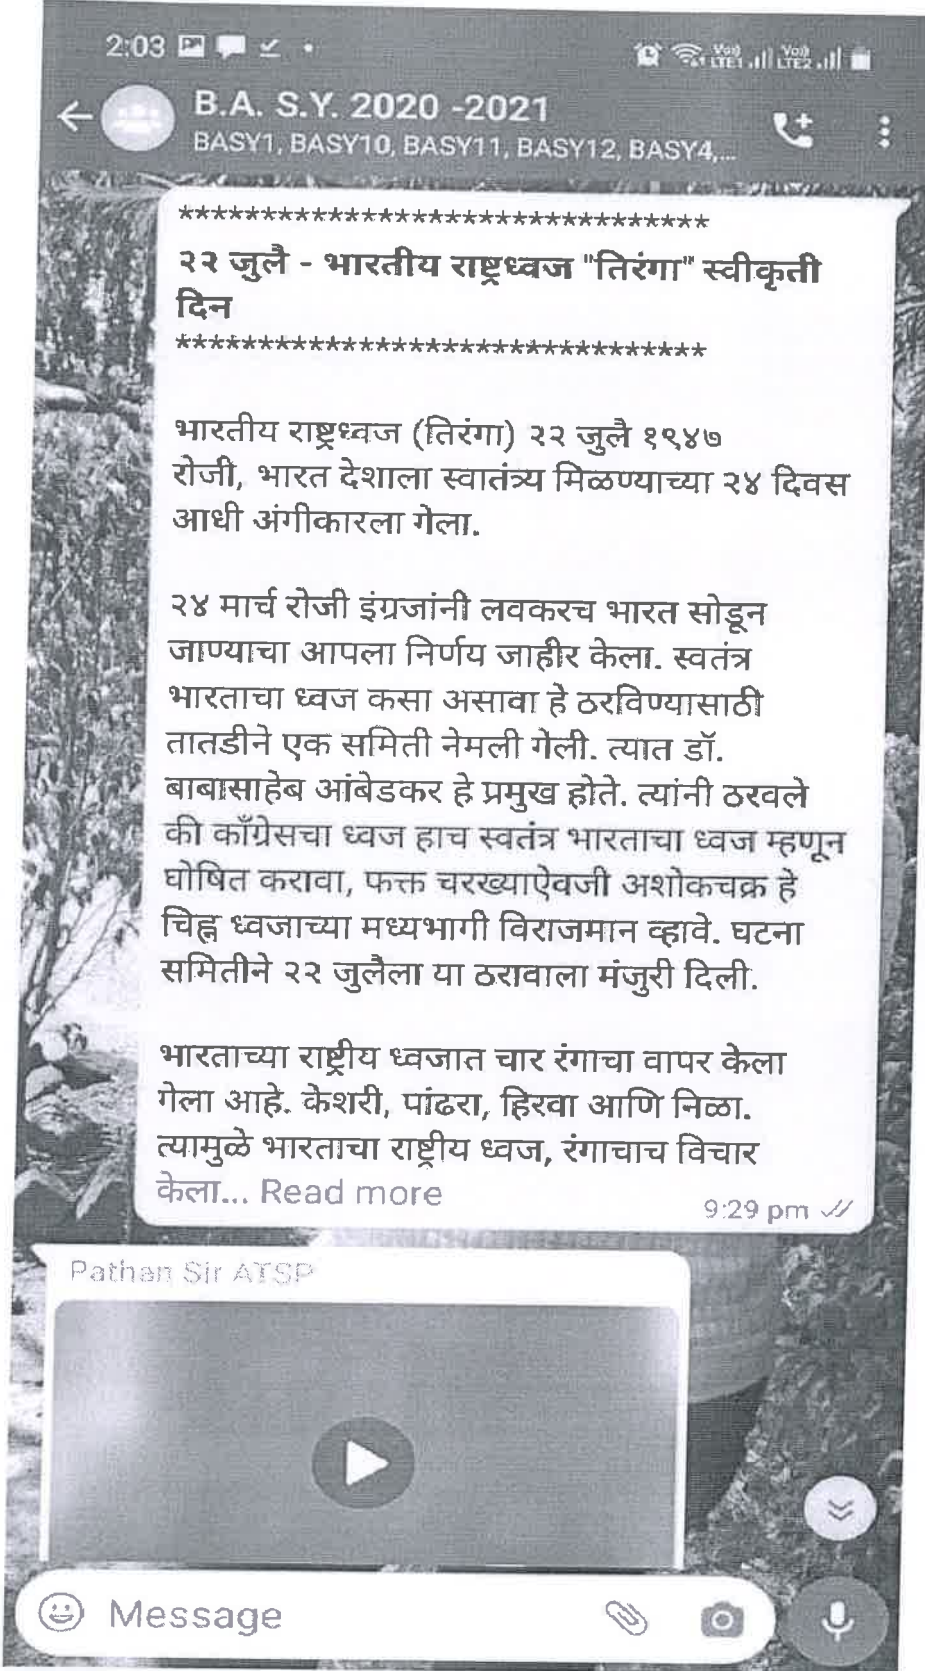 2:03
Vo)) LTE1 Vo)) LTE2
B.A. S.Y. 2020 -2021
BASY1, BASY10, BASY11, BASY12, BASY4,...
********************************
२२ जुलै - भारतीय राष्ट्रध्वज "तिरंगा" स्वीकृती
दिन
********************************
भारतीय राष्ट्रध्वज (तिरंगा) २२ जुलै १९४७
रोजी, भारत देशाला स्वातंत्र्य मिळण्याच्या २४ दिवस
आधी अंगीकारला गेला.
२४ मार्च रोजी इंग्रजांनी लवकरच भारत सोडून
जाण्याचा आपला निर्णय जाहीर केला. स्वतंत्र
भारताचा ध्वज कसा असावा हे ठरविण्यासाठी
तातडीने एक समिती नेमली गेली. त्यात डॉ.
बाबासाहेब आंबेडकर हे प्रमुख होते. त्यांनी ठरवले
की काँग्रेसचा ध्वज हाच स्वतंत्र भारताचा ध्वज म्हणून
घोषित करावा, फक्त चरख्याऐवजी अशोकचक्र हे
चिह्न ध्वजाच्या मध्यभागी विराजमान व्हावे. घटना
समितीने २२ जुलैला या ठरावाला मंजुरी दिली.
भारताच्या राष्ट्रीय ध्वजात चार रंगाचा वापर केला
गेला आहे. केशरी, पांढरा, हिरवा आणि निळा.
त्यामुळे भारताचा राष्ट्रीय ध्वज, रंगाचाच विचार
केला... Read more
9:29 pm
Pathan Sir ATSP
Message